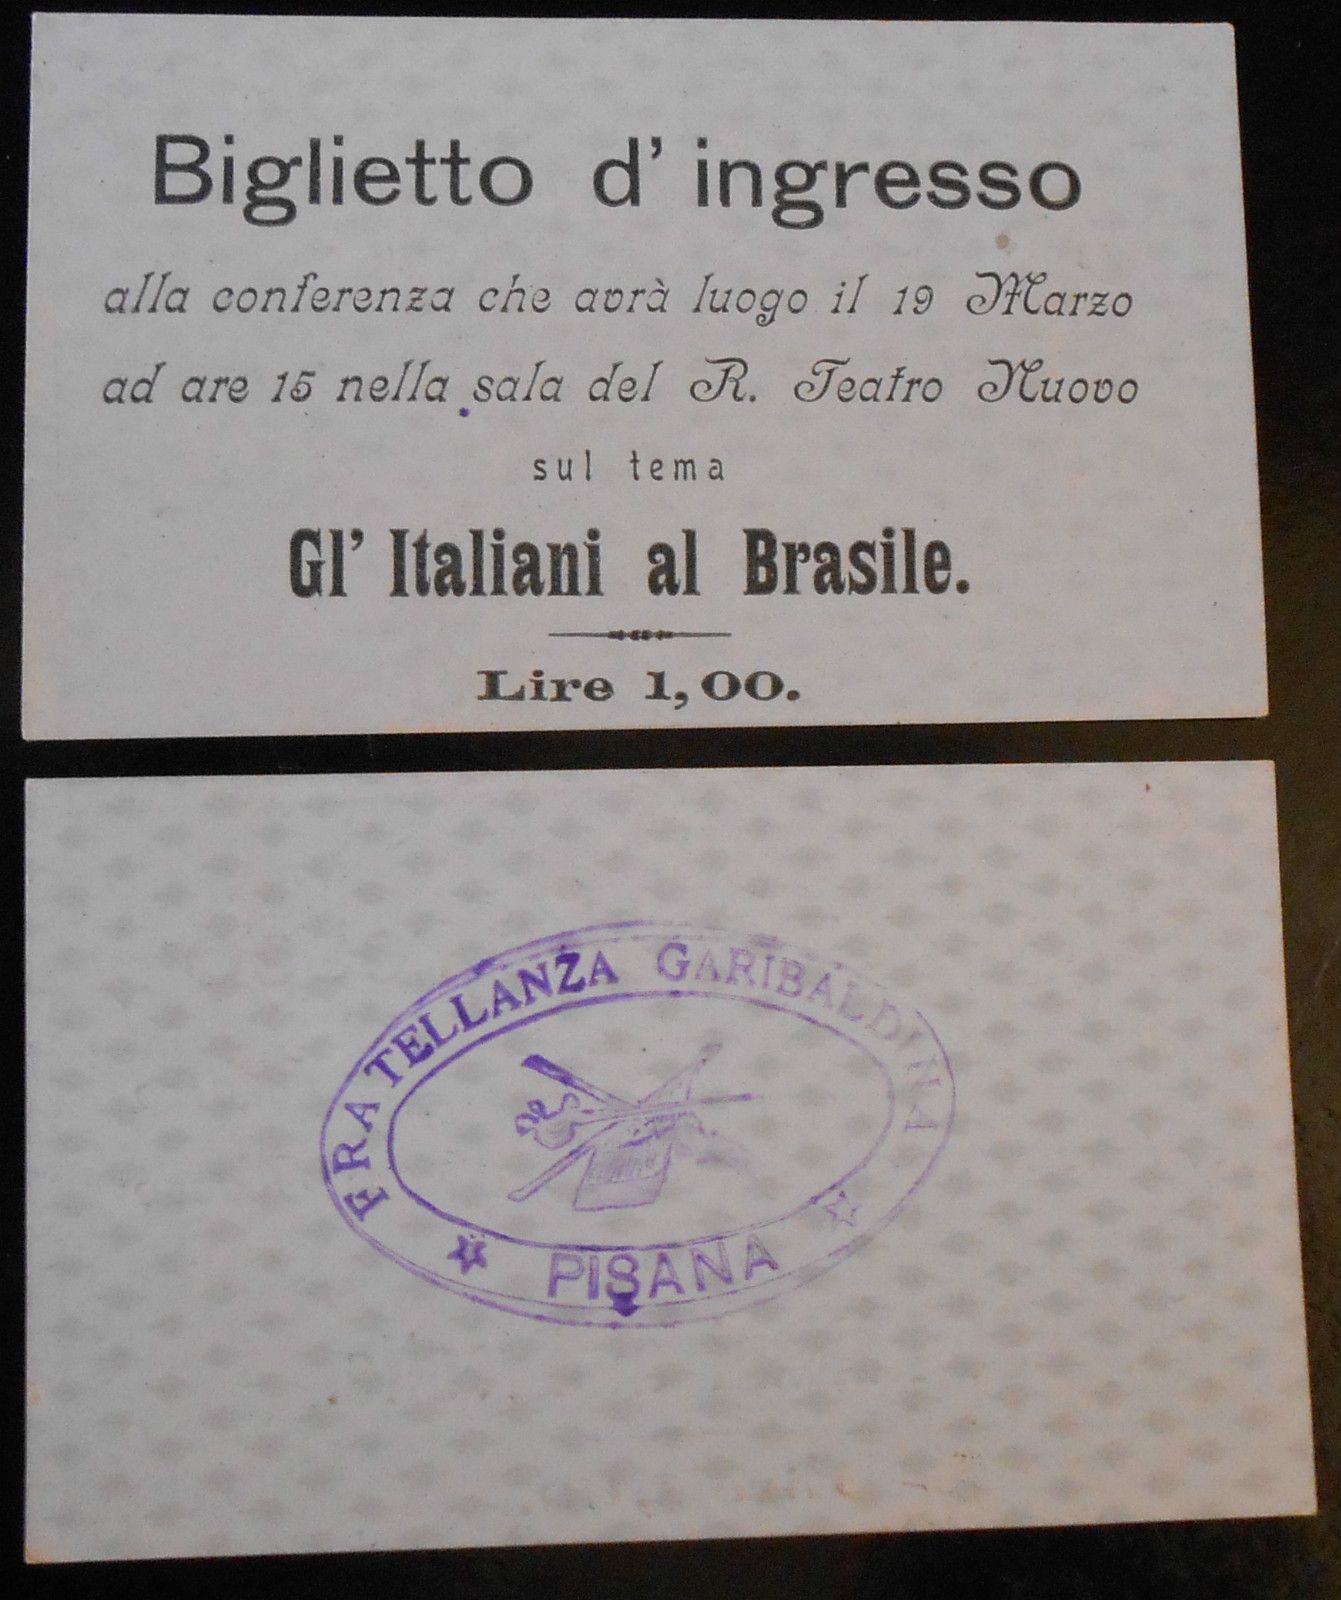 Biglietto d' ingresso
alla conferenza che avrà luogo il 19 Marzo
ad are 15 nella sala del R. Teatro Nuovo
sul tema
Gl' Italiani al Brasile.
Lire 1,00.
FRATELLANZA GARIBALDINA
PISANA